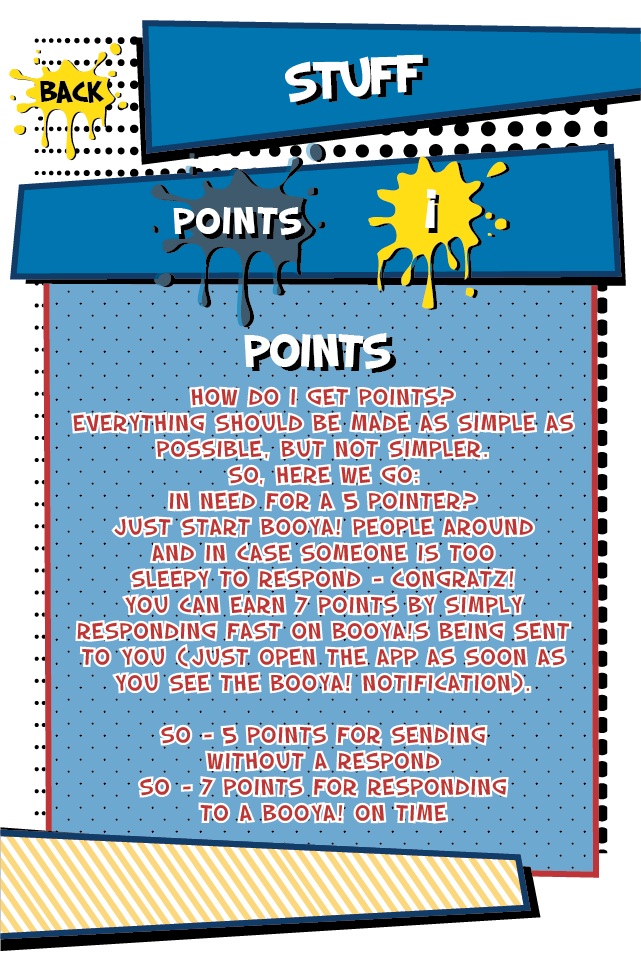 STUFF
BACK
POINTS
i
POINTS
HOW DO I GET POINTS?
EVERYTHING SHOULD BE MADE AS SIMPLE AS
POSSIBLE, BUT NOT SIMPLER.
SO, HERE WE GO:
IN NEED FOR A 5 POINTER?
JUST START BOOYA! PEOPLE AROUND
AND IN CASE SOMEONE IS TOO
SLEEPY TO RESPOND - CONGRATZ!
YOU CAN EARN 7 POINTS BY SIMPLY
RESPONDING FAST ON BOOYA!S BEING SENT
TO YOU (JUST OPEN THE APP AS SOON AS
YOU SEE THE BOOYA! NOTIFICATION).
SO - 5 POINTS FOR SENDING
WITHOUT A RESPOND
SO - 7 POINTS FOR RESPONDING
TO A BOOYA! ON TIME